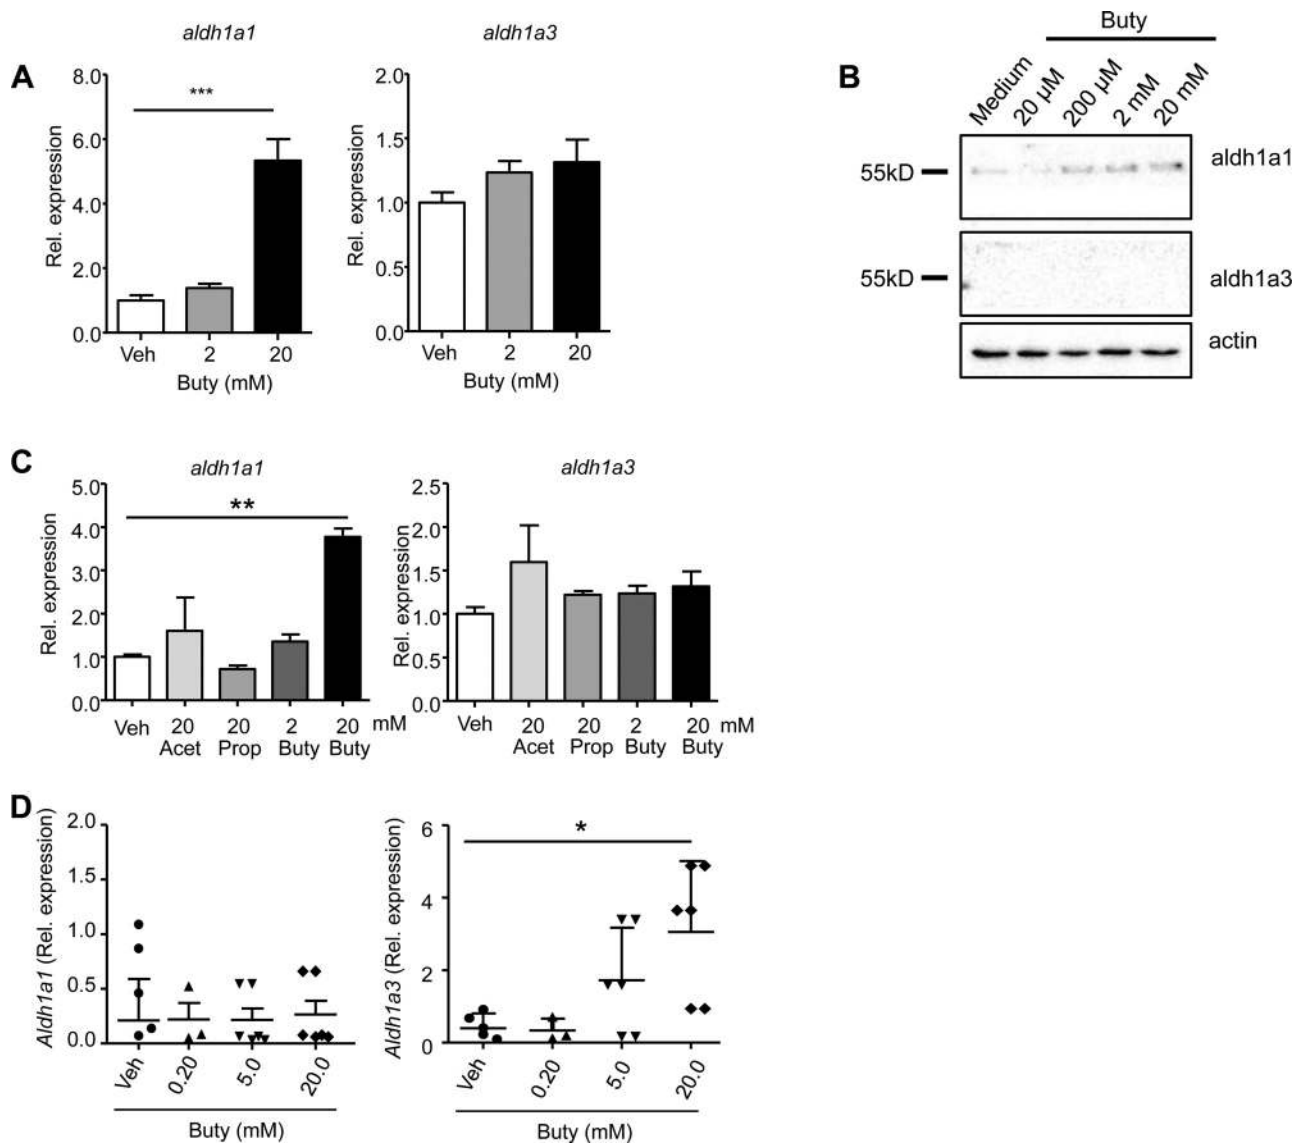 A
aldh1a1
Rel. expression
8.0
6.0
4.0
2.0
0.0
***
Veh 2 20
Buty (mM)
aldh1a3
Rel. expression
2.0
1.5
1.0
0.5
0.0
Veh 2 20
Buty (mM)
B
Buty
Medium
20 µM
200 µM
2 mM
20 mM
55kD
aldh1a1
55kD
aldh1a3
actin
C
aldh1a1
Rel. expression
5.0
4.0
3.0
2.0
1.0
0.0
**
Veh 20 20 2 20 mM
Acet Prop Buty Buty
aldh1a3
Rel. expression
2.5
2.0
1.5
1.0
0.5
0.0
Veh 20 20 2 20 mM
Acet Prop Buty Buty
D
Aldh1a1 (Rel. expression)
2.0
1.5
1.0
0.5
0.0
Veh 0.20 5.0 20.0
Buty (mM)
Aldh1a3 (Rel. expression)
6
4
2
0
*
Veh 0.20 5.0 20.0
Buty (mM)